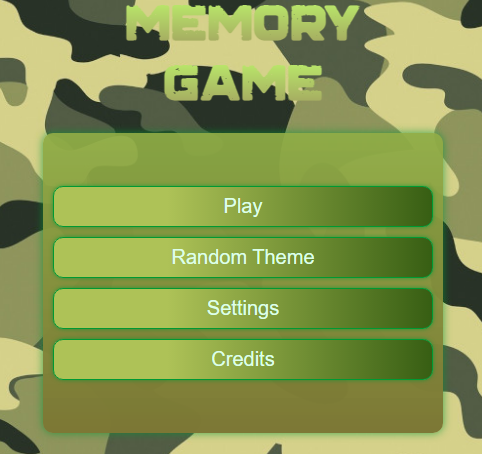 MEMORY
GAME
Play
Random Theme
Settings
Credits